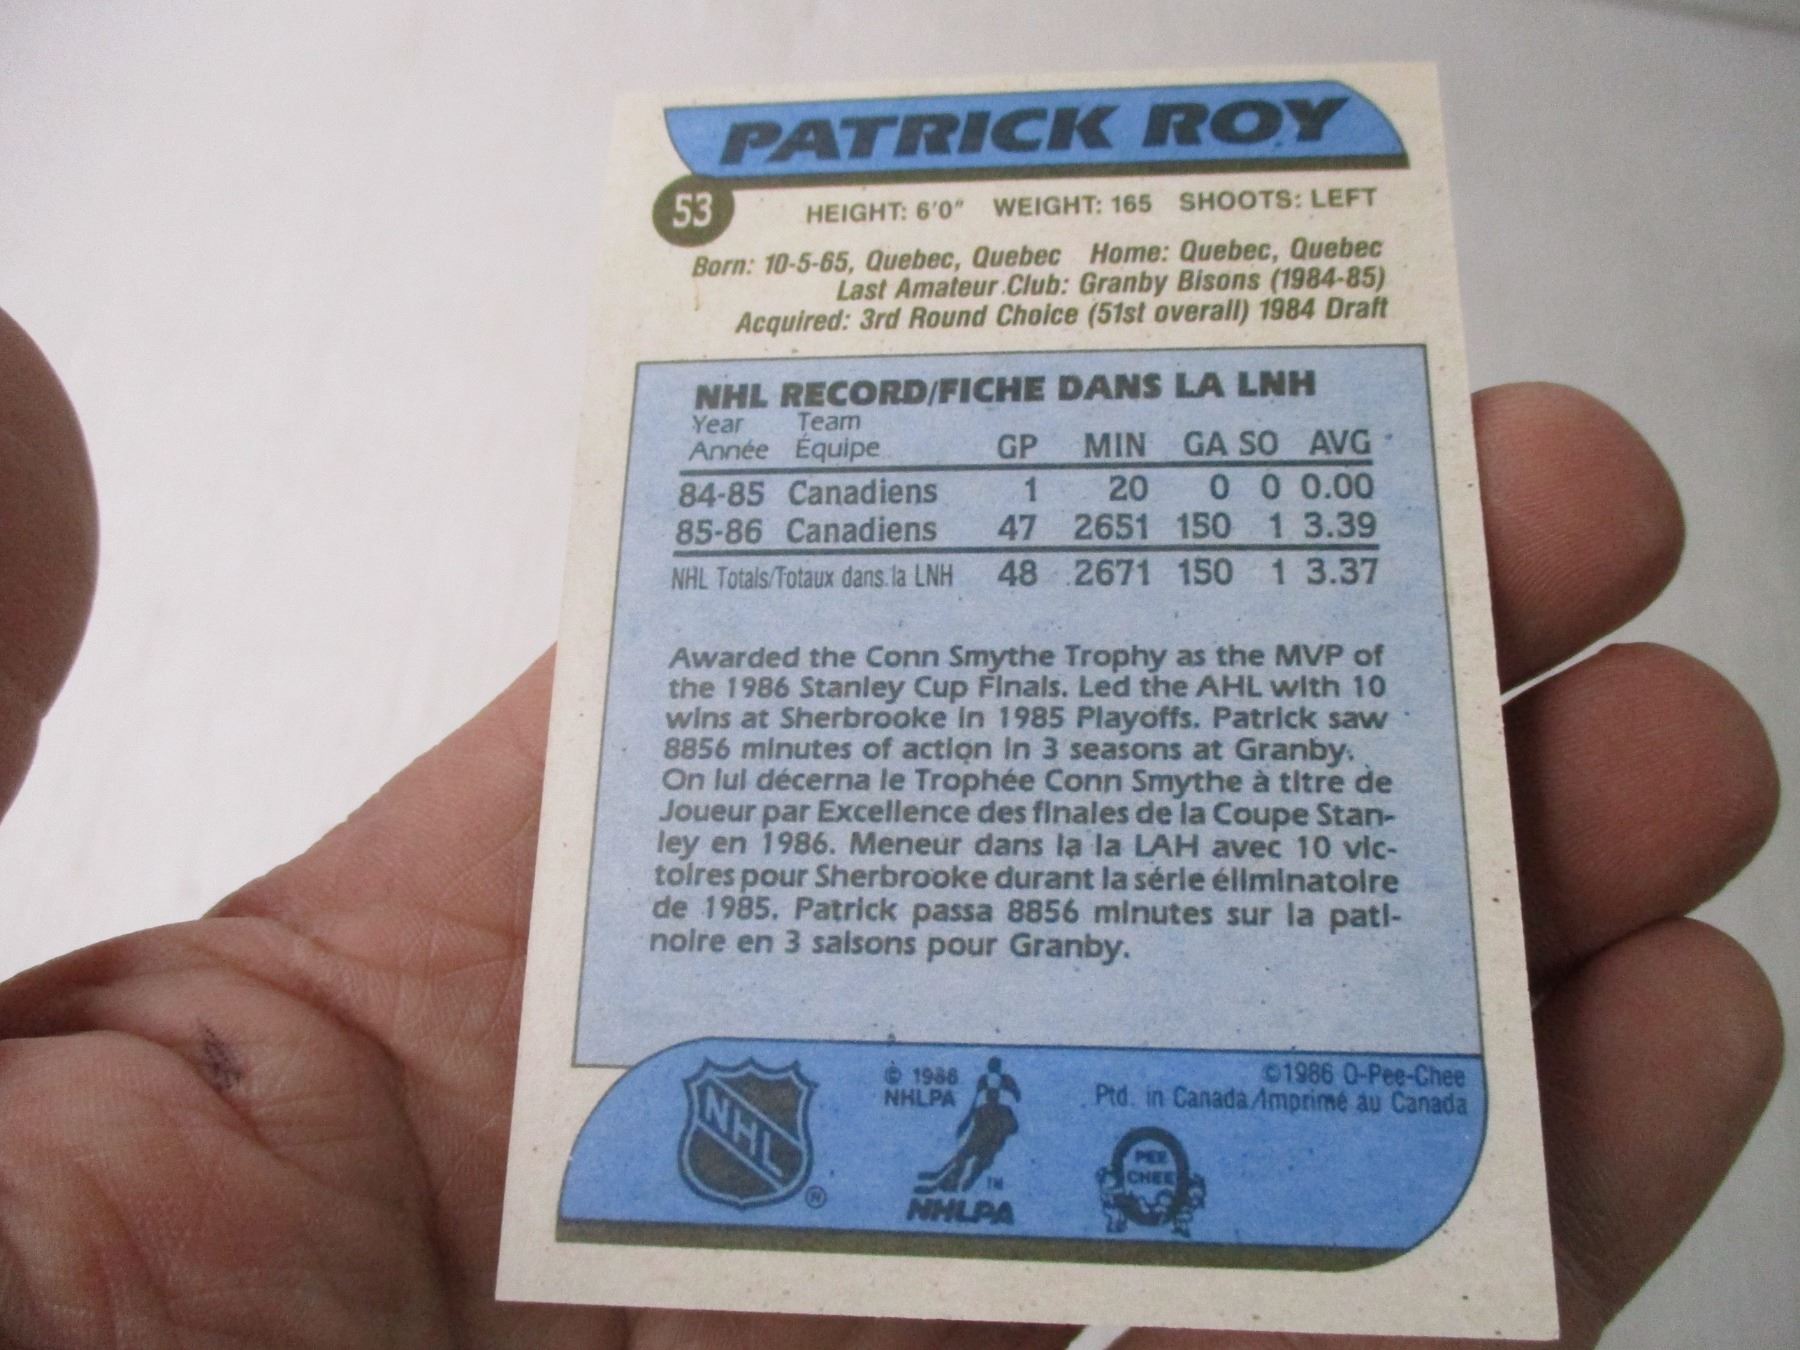 PATRICK ROY
53
HEIGHT: 6'0" WEIGHT: 165 SHOOTS: LEFT
Born: 10-5-65, Quebec, Quebec Home: Quebec, Quebec
Last Amateur Club: Granby Bisons (1984-85)
Acquired: 3rd Round Choice (51st overall) 1984 Draft
NHL RECORD/FICHE DANS LA LNH
Year Team
Année Équipe GP MIN GA SO AVG
84-85 Canadiens 1 20 0 0 0.00
85-86 Canadiens 47 2651 150 1 3.39
NHL Totals/Totaux dans la LNH 48 2671 150 1 3.37
Awarded the Conn Smythe Trophy as the MVP of
the 1986 Stanley Cup Finals. Led the AHL with 10
wins at Sherbrooke in 1985 Playoffs. Patrick saw
8856 minutes of action in 3 seasons at Granby.
On lui décerna le Trophée Conn Smythe à titre de
Joueur par Excellence des finales de la Coupe Stan-
ley en 1986. Meneur dans la la LAH avec 10 vic-
toires pour Sherbrooke durant la série éliminatoire
de 1985. Patrick passa 8856 minutes sur la pati-
noire en 3 saisons pour Granby.
NHL
®
© 1986
NHLPA
TM
NHLPA
PEE
CHEE
©1986 O-Pee-Chee
Ptd. in Canada/Imprimé au Canada